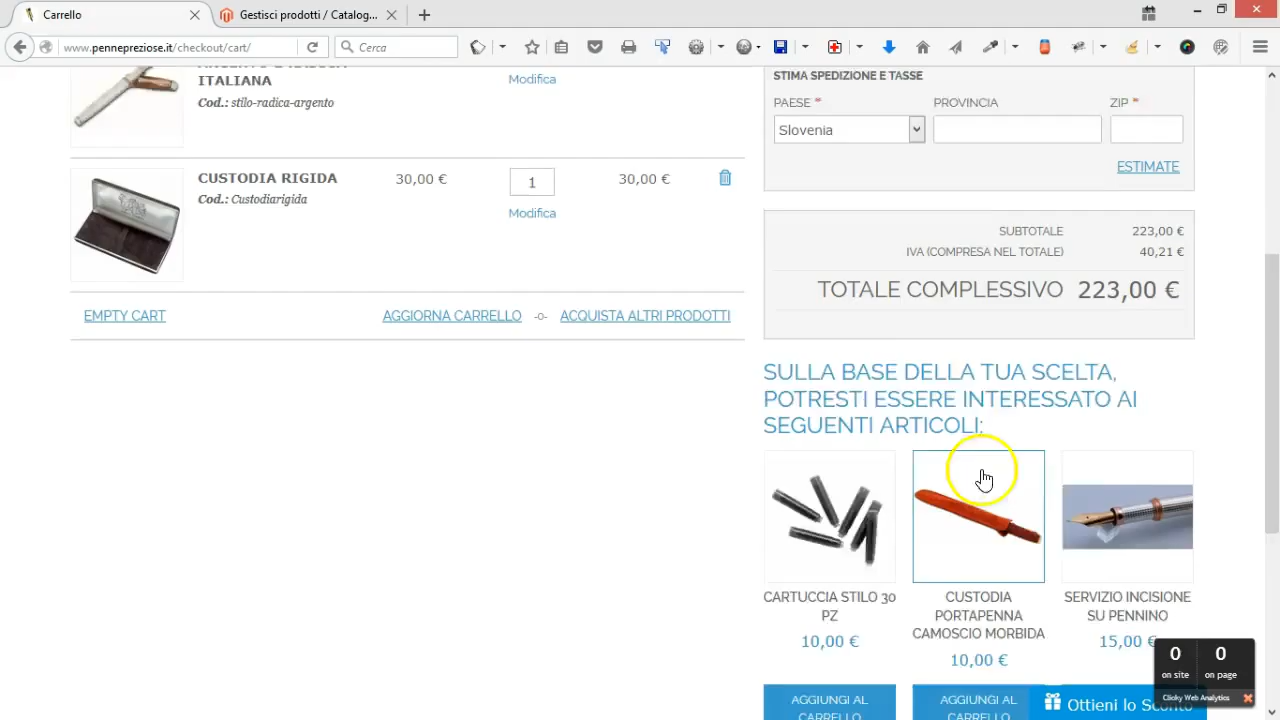 Carrello
Gestisci prodotti / Catalog...
www.pennepreziose.it/checkout/cart/
Cerca
ITALIANA
Cod.: stilo-radica-argento
Modifica
CUSTODIA RIGIDA
30,00 €
1
30,00 €
Cod.: Custodiarigida
Modifica
EMPTY CART
AGGIORNA CARRELLO
-o-
ACQUISTA ALTRI PRODOTTI
STIMA SPEDIZIONE E TASSE
PAESE *
PROVINCIA
ZIP *
Slovenia
ESTIMATE
SUBTOTALE 223,00 €
IVA (COMPRESA NEL TOTALE) 40,21 €
TOTALE COMPLESSIVO 223,00 €
SULLA BASE DELLA TUA SCELTA,
POTRESTI ESSERE INTERESSATO AI
SEGUENTI ARTICOLI:
CARTUCCIA STILO 30
PZ
10,00 €
AGGIUNGI AL
CARRELLO
CUSTODIA
PORTAPENNA
CAMOSCIO MORBIDA
10,00 €
AGGIUNGI AL
CARRELLO
SERVIZIO INCISIONE
SU PENNINO
15,00 €
0 0
on site on page
Clicky Web Analytics
Ottieni lo Sconto